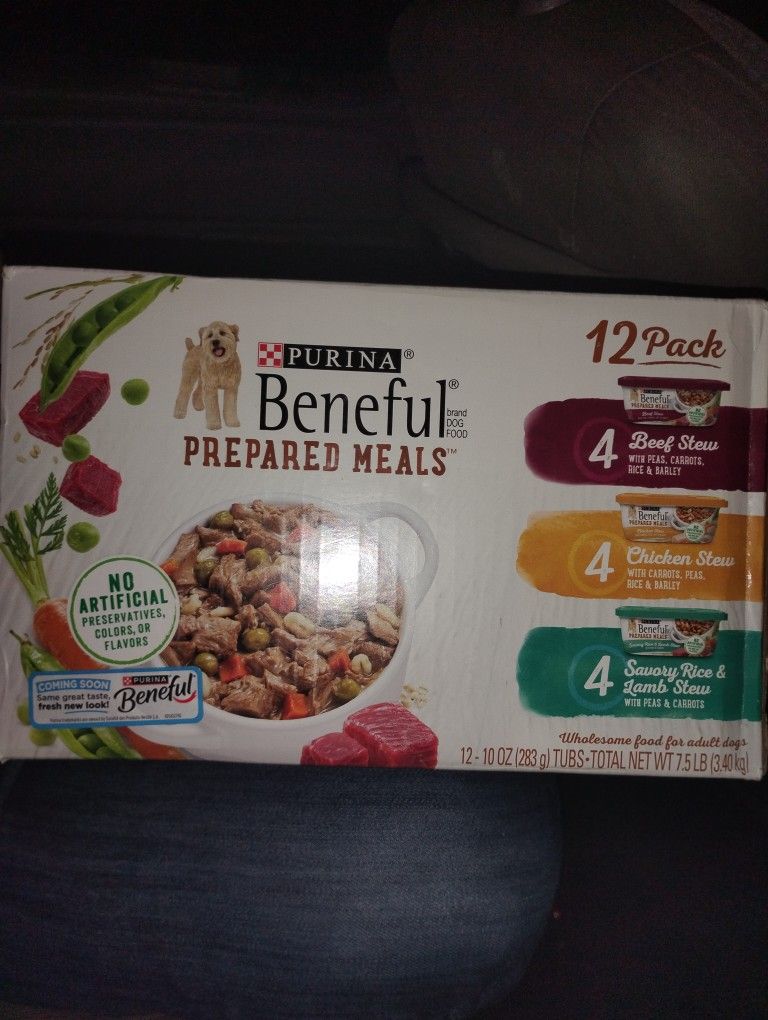 PURINA®
Beneful®
brand
DOG
FOOD
PREPARED MEALS™
12 Pack
4 Beef Stew
WITH PEAS, CARROTS,
RICE & BARLEY
4 Chicken Stew
WITH CARROTS, PEAS,
RICE & BARLEY
4 Savory Rice &
Lamb Stew
WITH PEAS & CARROTS
NO
ARTIFICIAL
PRESERVATIVES,
COLORS, OR
FLAVORS
COMING SOON
Same great taste,
fresh new look!
PURINA
Beneful
Wholesome food for adult dogs
12 - 10 OZ (283 g) TUBS - TOTAL NET WT 7.5 LB (3.40 kg)